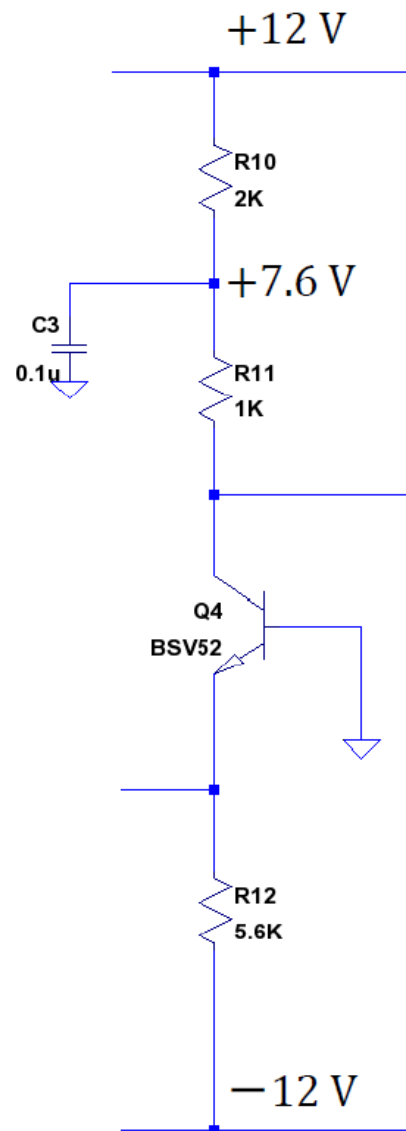 +12 V
R10
2K
+7.6 V
C3
0.1u
R11
1K
Q4
BSV52
R12
5.6K
−12 V